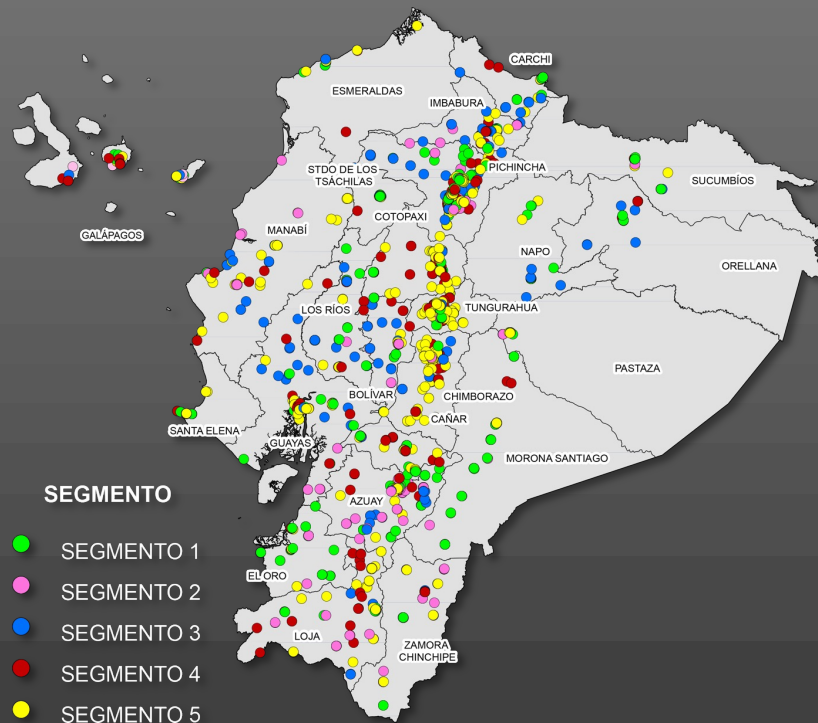 CARCHI
ESMERALDAS
IMBABURA
PICHINCHA
STDO DE LOS
TSÁCHILAS
SUCUMBÍOS
COTOPAXI
GALÁPAGOS
MANABÍ
NAPO
ORELLANA
LOS RÍOS
TUNGURAHUA
PASTAZA
BOLÍVAR
CHIMBORAZO
SANTA ELENA
CAÑAR
GUAYAS
MORONA SANTIAGO
AZUAY
EL ORO
LOJA
ZAMORA
CHINCHIPE
SEGMENTO
SEGMENTO 1
SEGMENTO 2
SEGMENTO 3
SEGMENTO 4
SEGMENTO 5